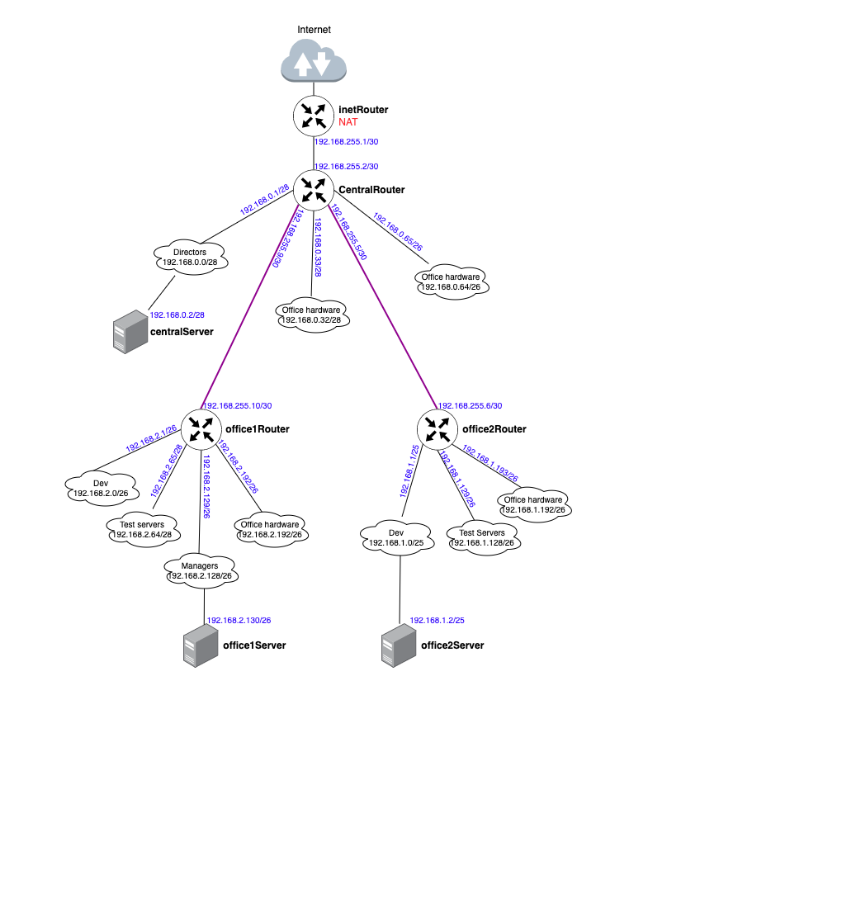 Internet
inetRouter
NAT
192.168.255.1/30
192.168.255.2/30
CentralRouter
192.168.0.1/28
192.168.255.9/30
192.168.0.33/28
192.168.255.5/30
192.168.0.65/26
Directors
192.168.0.0/28
Office hardware
192.168.0.64/26
Office hardware
192.168.0.32/28
192.168.0.2/28
centralServer
192.168.255.10/30
office1Router
192.168.255.6/30
office2Router
192.168.2.1/26
192.168.2.65/28
192.168.2.129/26
192.168.2.192/26
192.168.1.1/25
192.168.1.129/26
192.168.1.193/26
Dev
192.168.2.0/26
Test servers
192.168.2.64/28
Office hardware
192.168.2.192/26
Managers
192.168.2.128/26
Office hardware
192.168.1.192/26
Dev
192.168.1.0/25
Test Servers
192.168.1.128/26
192.168.2.130/26
office1Server
192.168.1.2/25
office2Server